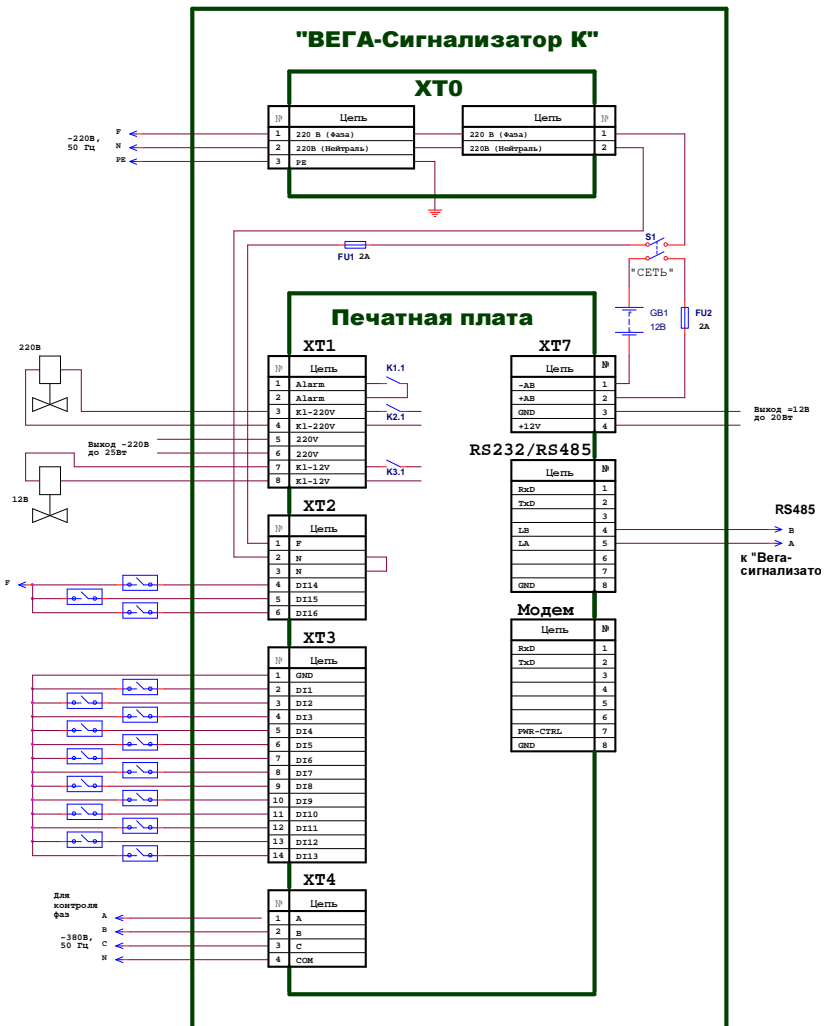 "ВЕГА-Сигнализатор К"
XT0
№ Цепь
1 220 В (Фаза)
2 220В (Нейтраль)
3 PE
Цепь №
220 В (Фаза) 1
220В (Нейтраль) 2
~220В,
50 Гц
F
N
PE
FU1 2А
S1
"СЕТЬ"
GB1
12В
FU2
2А
Печатная плата
XT1
№ Цепь
1 Alarm
2 Alarm
3 Kl-220V
4 Kl-220V
5 220V
6 220V
7 Kl-12V
8 Kl-12V
K1.1
K2.1
K3.1
220В
Выход ~220В
до 25Вт
12В
XT7
Цепь №
-AB 1
+AB 2
GND 3
+12V 4
Выход =12В
до 20Вт
RS232/RS485
Цепь №
RxD 1
TxD 2
3
LB 4
LA 5
6
7
GND 8
RS485
B
A
к "Вега-
сигнализато
XT2
№ Цепь
1 F
2 N
3 N
4 DI14
5 DI15
6 DI16
F
Модем
Цепь №
RxD 1
TxD 2
3
4
5
6
PWR-CTRL 7
GND 8
XT3
№ Цепь
1 GND
2 DI1
3 DI2
4 DI3
5 DI4
6 DI5
7 DI6
8 DI7
9 DI8
10 DI9
11 DI10
12 DI11
13 DI12
14 DI13
XT4
№ Цепь
1 A
2 B
3 C
4 COM
Для
контроля
фаз
~380В,
50 Гц
A
B
C
N